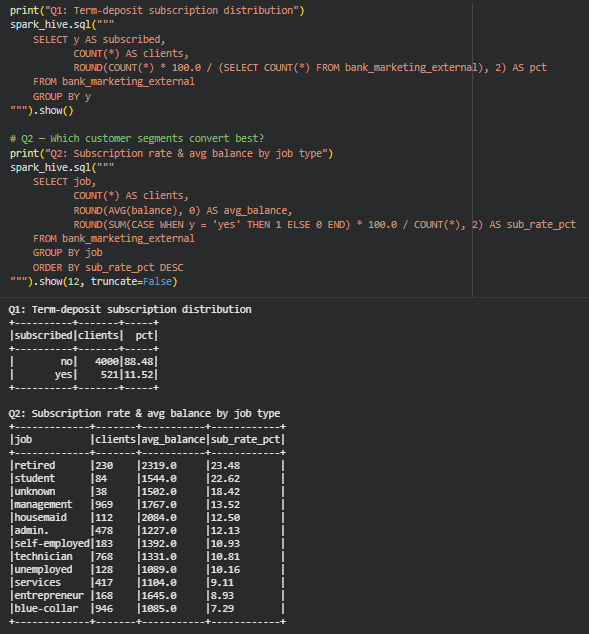 print("Q1: Term-deposit subscription distribution")
spark_hive.sql("""
    SELECT y AS subscribed,
           COUNT(*) AS clients,
           ROUND(COUNT(*) * 100.0 / (SELECT COUNT(*) FROM bank_marketing_external), 2) AS pct
    FROM bank_marketing_external
    GROUP BY y
""").show()

# Q2 — Which customer segments convert best?
print("Q2: Subscription rate & avg balance by job type")
spark_hive.sql("""
    SELECT job,
           COUNT(*) AS clients,
           ROUND(AVG(balance), 0) AS avg_balance,
           ROUND(SUM(CASE WHEN y = 'yes' THEN 1 ELSE 0 END) * 100.0 / COUNT(*), 2) AS sub_rate_pct
    FROM bank_marketing_external
    GROUP BY job
    ORDER BY sub_rate_pct DESC
""").show(12, truncate=False)

Q1: Term-deposit subscription distribution
+----------+-------+-----+
|subscribed|clients|  pct|
+----------+-------+-----+
|        no|   4000|88.48|
|       yes|    521|11.52|
+----------+-------+-----+

Q2: Subscription rate & avg balance by job type
+-------------+-------+-----------+------------+
|job          |clients|avg_balance|sub_rate_pct|
+-------------+-------+-----------+------------+
|retired      |230    |2319.0     |23.48       |
|student      |84     |1544.0     |22.62       |
|unknown      |38     |1502.0     |18.42       |
|management   |969    |1767.0     |13.52       |
|housemaid    |112    |2084.0     |12.50       |
|admin.       |478    |1227.0     |12.13       |
|self-employed|183    |1392.0     |10.93       |
|technician   |768    |1331.0     |10.81       |
|unemployed   |128    |1089.0     |10.16       |
|services     |417    |1104.0     |9.11        |
|entrepreneur |168    |1645.0     |8.93        |
|blue-collar  |946    |1085.0     |7.29        |
+-------------+-------+-----------+------------+